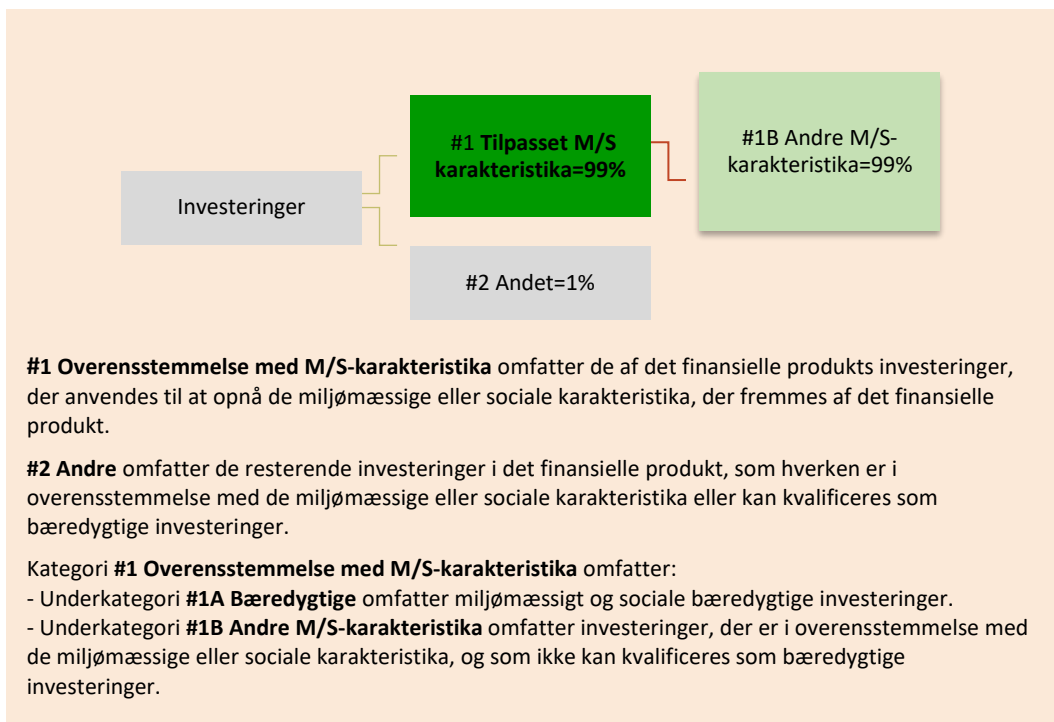 #1 Tilpasset M/S
karakteristika=99%
#1B Andre M/S-
karakteristika=99%
Investeringer
#2 Andet=1%
#1 Overensstemmelse med M/S-karakteristika omfatter de af det finansielle produkts investeringer,
der anvendes til at opnå de miljømæssige eller sociale karakteristika, der fremmes af det finansielle
produkt.
#2 Andre omfatter de resterende investeringer i det finansielle produkt, som hverken er i
overensstemmelse med de miljømæssige eller sociale karakteristika eller kan kvalificeres som
bæredygtige investeringer.
Kategori #1 Overensstemmelse med M/S-karakteristika omfatter:
- Underkategori #1A Bæredygtige omfatter miljømæssigt og sociale bæredygtige investeringer.
- Underkategori #1B Andre M/S-karakteristika omfatter investeringer, der er i overensstemmelse med
de miljømæssige eller sociale karakteristika, og som ikke kan kvalificeres som bæredygtige
investeringer.